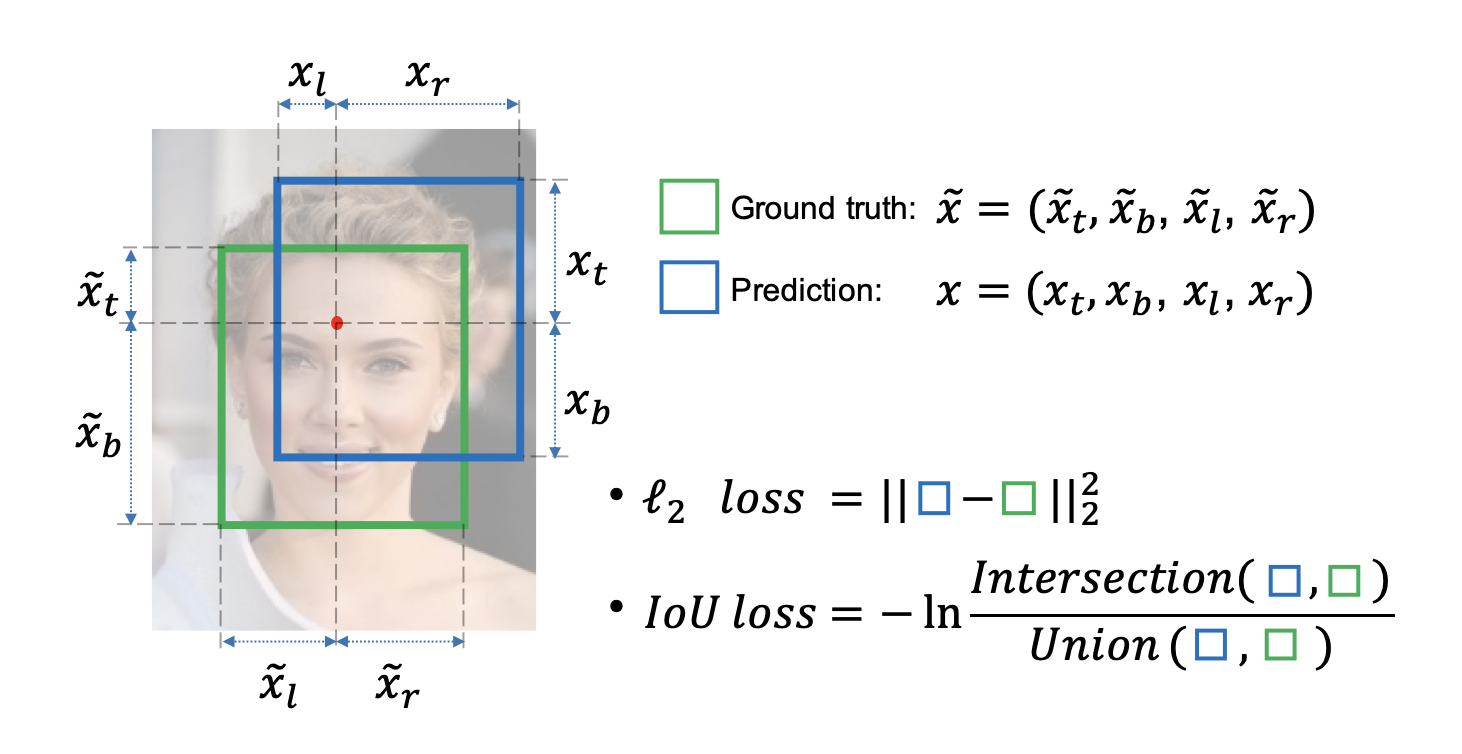 x_l x_r
x̃_t
x_t
x̃_b
x_b
x̃_l x̃_r
Ground truth: x̃ = (x̃_t, x̃_b, x̃_l, x̃_r)
Prediction: x = (x_t, x_b, x_l, x_r)
• ℓ_2 loss = ||□ − □||_2^2
• IoU loss = − ln Intersection(□, □) / Union(□, □)